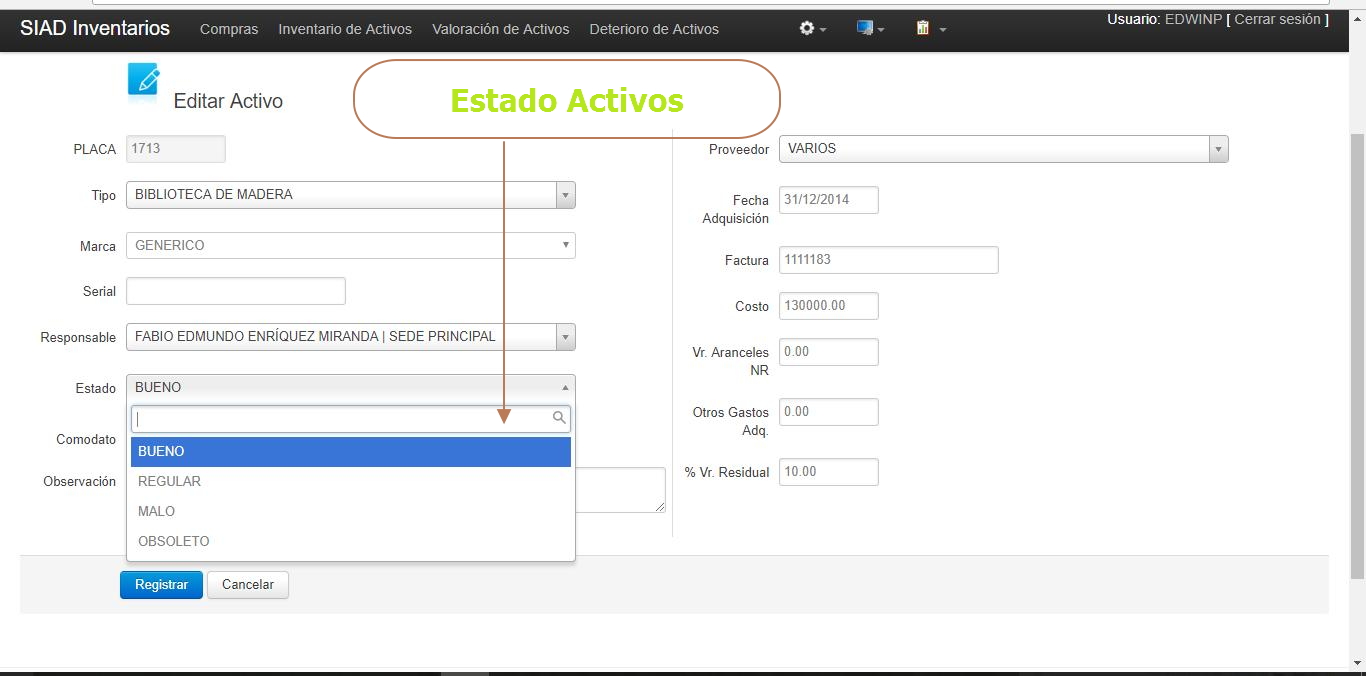 SIAD Inventarios Compras Inventario de Activos Valoración de Activos Deterioro de Activos Usuario: EDWINP [ Cerrar sesión ]
Editar Activo
Estado Activos
PLACA 1713
Tipo BIBLIOTECA DE MADERA
Marca GENERICO
Serial
Responsable FABIO EDMUNDO ENRÍQUEZ MIRANDA | SEDE PRINCIPAL
Estado BUENO
BUENO
REGULAR
MALO
OBSOLETO
Comodato
Observación
Proveedor VARIOS
Fecha
Adquisición 31/12/2014
Factura 1111183
Costo 130000.00
Vr. Aranceles
NR 0.00
Otros Gastos
Adq. 0.00
% Vr. Residual 10.00
Registrar Cancelar